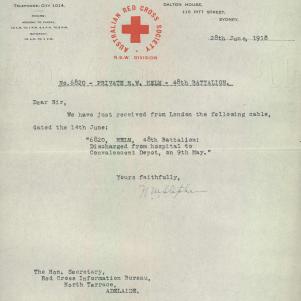 TELEPHONE: CITY 1014.
AUSTRALIAN RED CROSS SOCIETY
N.S.W. DIVISION
DALTON HOUSE,
115 PITT STREET,
SYDNEY.
28th June, 1918
No. 6820 - PRIVATE R.W. HELM - 48th BATTALION.
Dear Sir,
We have just received from London the following cable,
dated the 14th June:
"6820, HELM, 48th Battalion:
Discharged from hospital to
Convalescent Depot, on 9th May."
Yours faithfully,
The Hon. Secretary,
Red Cross Information Bureau,
North Terrace,
ADELAIDE.